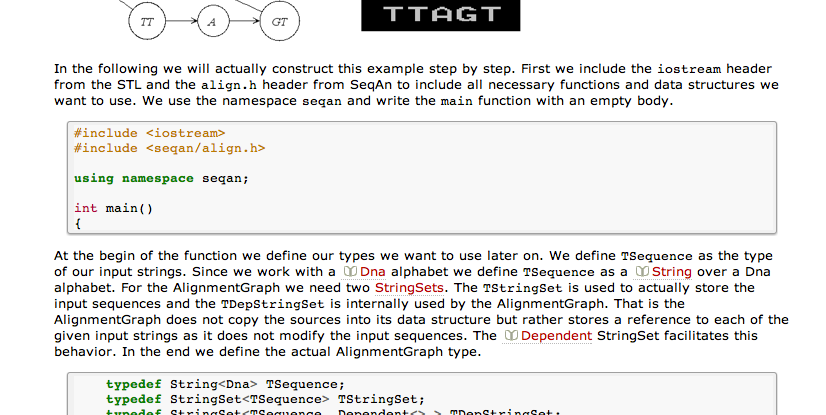 TT A GT TTAGT
In the following we will actually construct this example step by step. First we include the iostream header
from the STL and the align.h header from SeqAn to include all necessary functions and data structures we
want to use. We use the namespace seqan and write the main function with an empty body.
#include <iostream>
#include <seqan/align.h>
using namespace seqan;
int main()
{
At the begin of the function we define our types we want to use later on. We define TSequence as the type
of our input strings. Since we work with a Dna alphabet we define TSequence as a String over a Dna
alphabet. For the AlignmentGraph we need two StringSets. The TStringSet is used to actually store the
input sequences and the TDepStringSet is internally used by the AlignmentGraph. That is the
AlignmentGraph does not copy the sources into its data structure but rather stores a reference to each of the
given input strings as it does not modify the input sequences. The Dependent StringSet facilitates this
behavior. In the end we define the actual AlignmentGraph type.
typedef String<Dna> TSequence;
typedef StringSet<TSequence> TStringSet;
typedef StringSet<TSequence, Dependent<> > TDepStringSet;